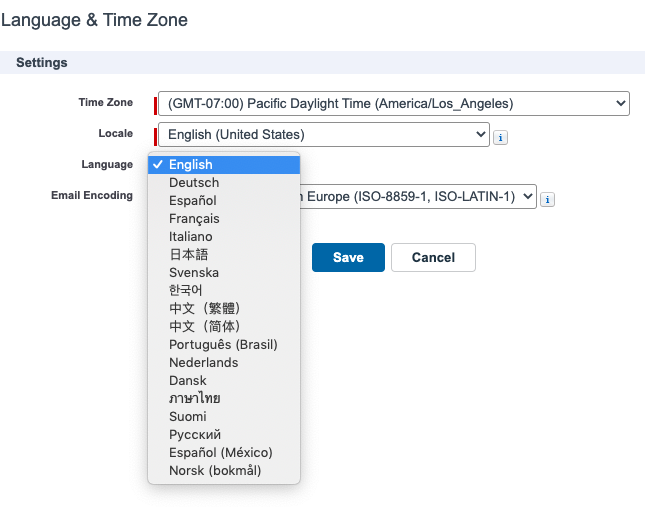 Language & Time Zone
Settings
Time Zone
(GMT-07:00) Pacific Daylight Time (America/Los_Angeles)
Locale
English (United States)
i
Language
✓ English
Deutsch
Español
Français
Italiano
日本語
Svenska
한국어
中文（繁體）
中文（简体）
Português (Brasil)
Nederlands
Dansk
ภาษาไทย
Suomi
Русский
Español (México)
Norsk (bokmål)
Email Encoding
Europe (ISO-8859-1, ISO-LATIN-1)
i
Save
Cancel